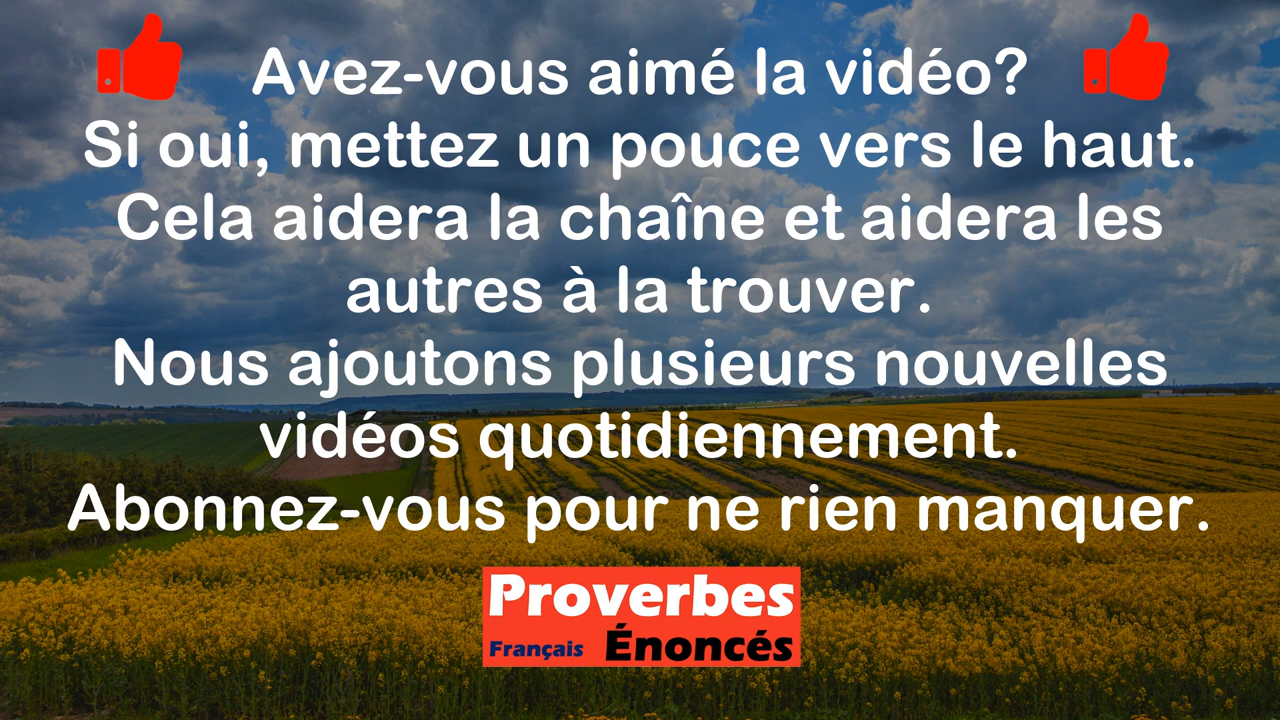 Avez-vous aimé la vidéo?
Si oui, mettez un pouce vers le haut.
Cela aidera la chaîne et aidera les
autres à la trouver.
Nous ajoutons plusieurs nouvelles
vidéos quotidiennement.
Abonnez-vous pour ne rien manquer.
Proverbes
Français Énoncés